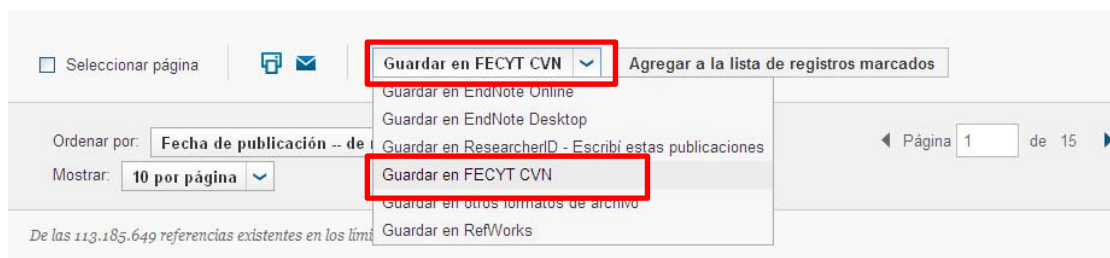 Seleccionar página Guardar en FECYT CVN Agregar a la lista de registros marcados
Guardar en EndNote Online
Guardar en EndNote Desktop
Ordenar por: Fecha de publicación -- de Guardar en ResearcherID - Escribí estas publicaciones Página 1 de 15
Mostrar: 10 por página Guardar en FECYT CVN
Guardar en otros formatos de archivo
De las 113.185.649 referencias existentes en los Guardar en RefWorks